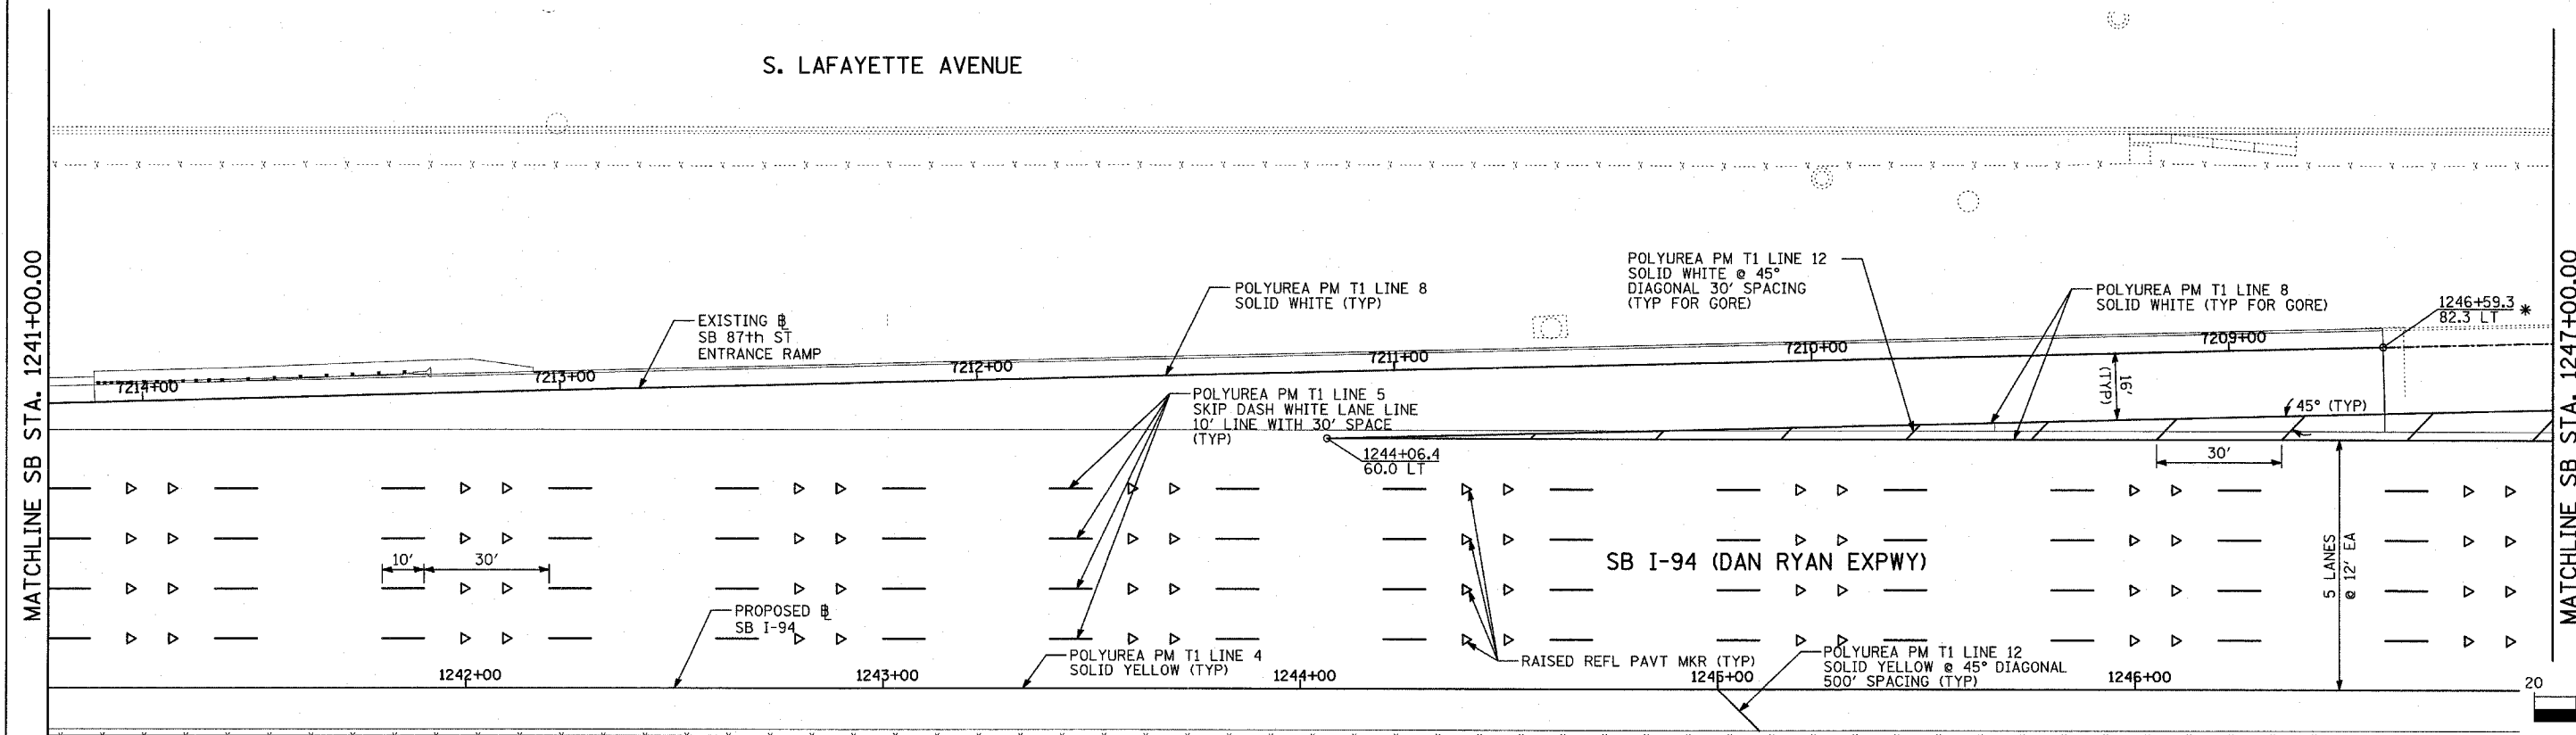 S. LAFAYETTE AVENUE
MATCHLINE SB STA. 1241+00.00
EXISTING B̲L
SB 87th ST
ENTRANCE RAMP
POLYUREA PM T1 LINE 8
SOLID WHITE (TYP)
POLYUREA PM T1 LINE 12
SOLID WHITE @ 45°
DIAGONAL 30' SPACING
(TYP FOR GORE)
POLYUREA PM T1 LINE 8
SOLID WHITE (TYP FOR GORE)
1246+59.3 *
82.3 LT
7214+00
7213+00
7212+00
7211+00
7210+00
7209+00
16'
(TYP)
45° (TYP)
POLYUREA PM T1 LINE 5
SKIP DASH WHITE LANE LINE
10' LINE WITH 30' SPACE
(TYP)
1244+06.4
60.0 LT
30'
10'
30'
SB I-94 (DAN RYAN EXPWY)
5 LANES
@ 12' EA
PROPOSED B̲L
SB I-94
POLYUREA PM T1 LINE 4
SOLID YELLOW (TYP)
RAISED REFL PAVT MKR (TYP)
POLYUREA PM T1 LINE 12
SOLID YELLOW @ 45° DIAGONAL
500' SPACING (TYP)
1242+00
1243+00
1244+00
1245+00
1246+00
20
MATCHLINE SB STA. 1247+00.00